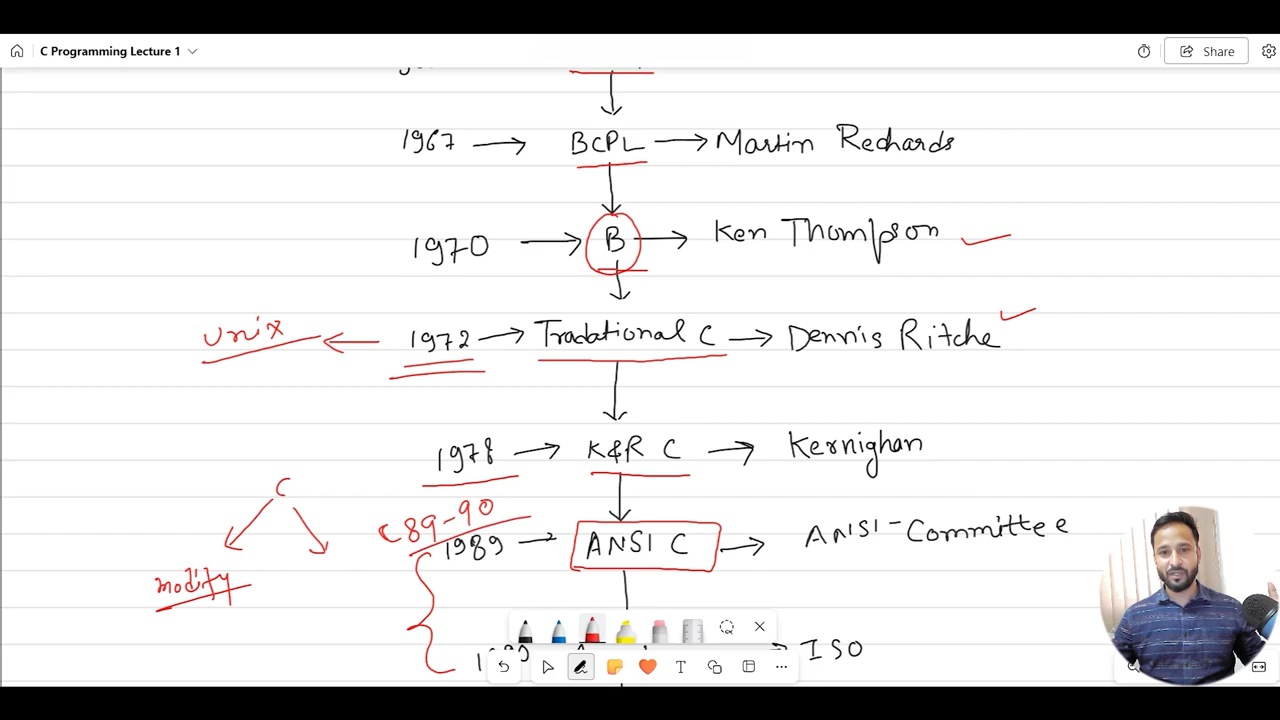 C Programming Lecture 1
Share
1967 → BCPL → Martin Rechards
1970 → B → Ken Thompson
Unix ← 1972 → Tradational C → Dennis Ritche
1978 → K&R C → Kernighan
C
C89-90
1989 → ANSI C → ANSI-Committee
modify
ISO
T